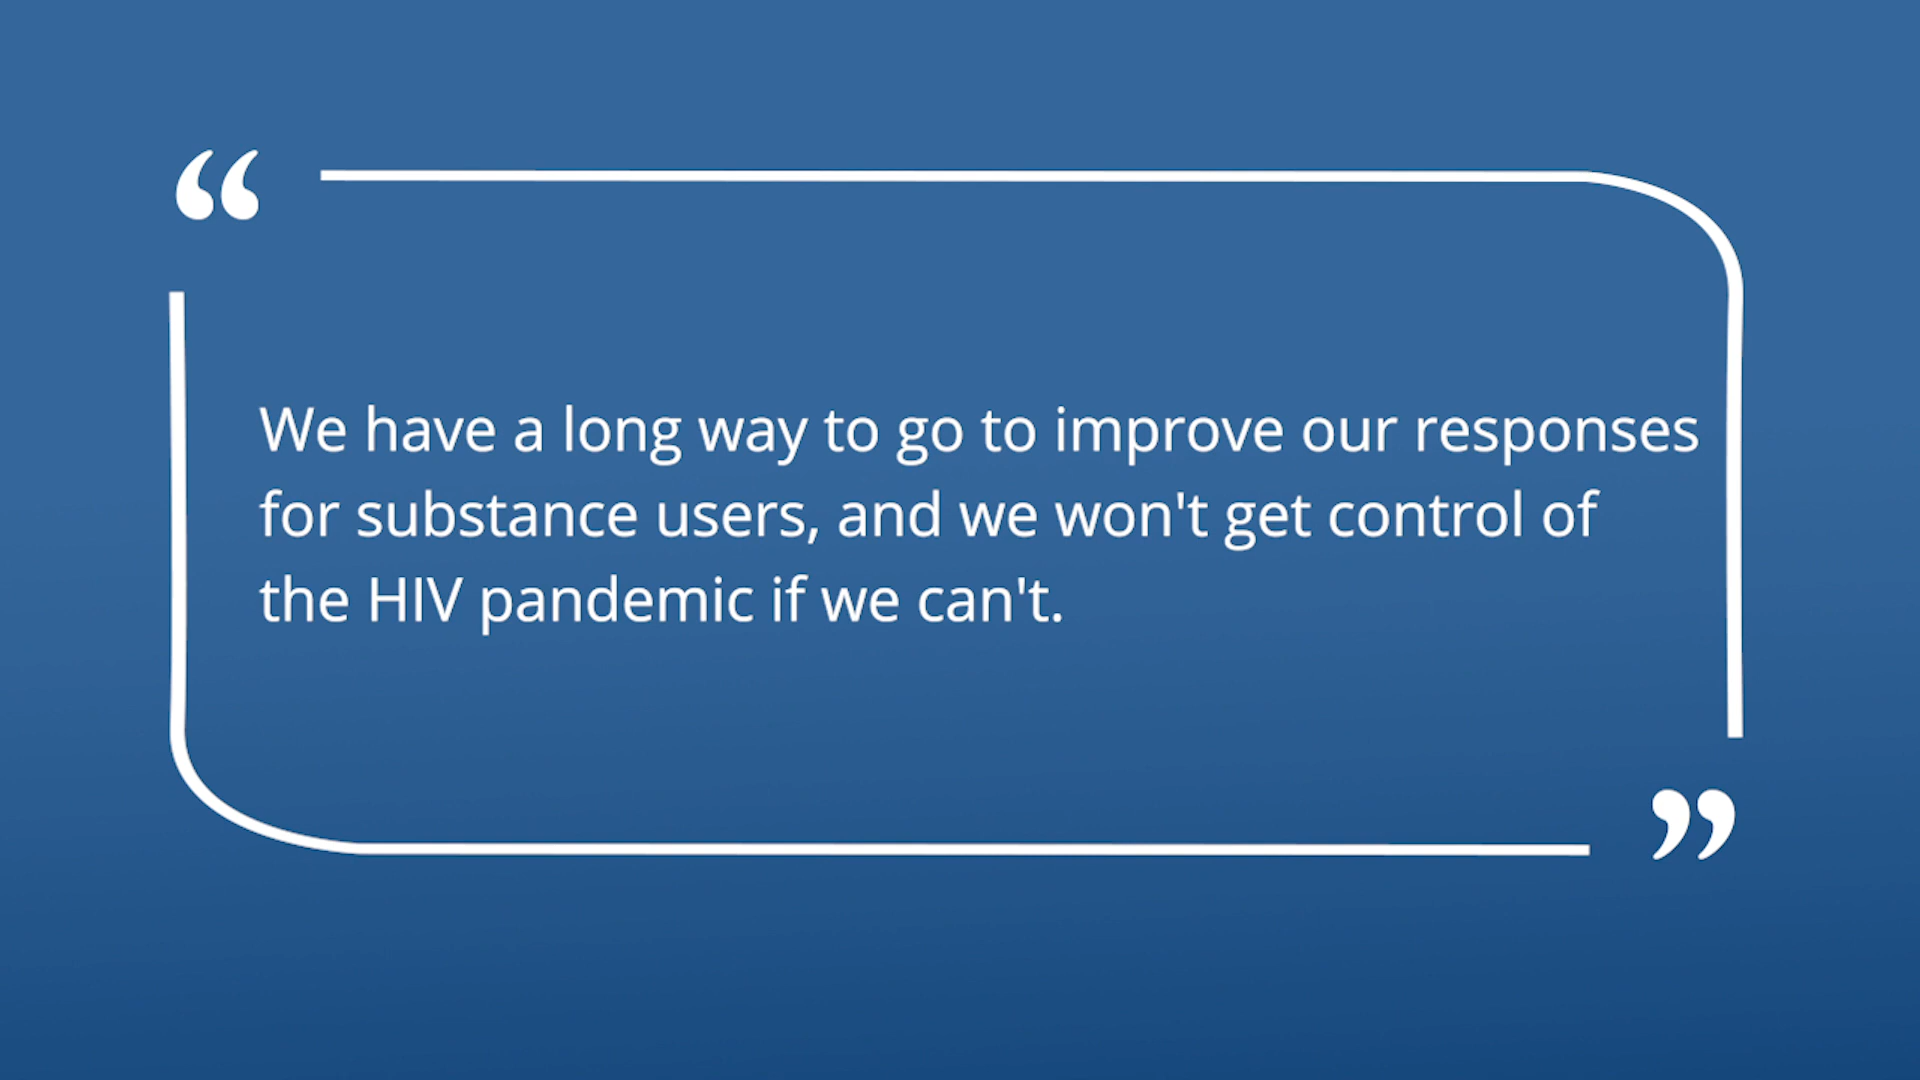 “
We have a long way to go to improve our responses
for substance users, and we won't get control of
the HIV pandemic if we can't.
”